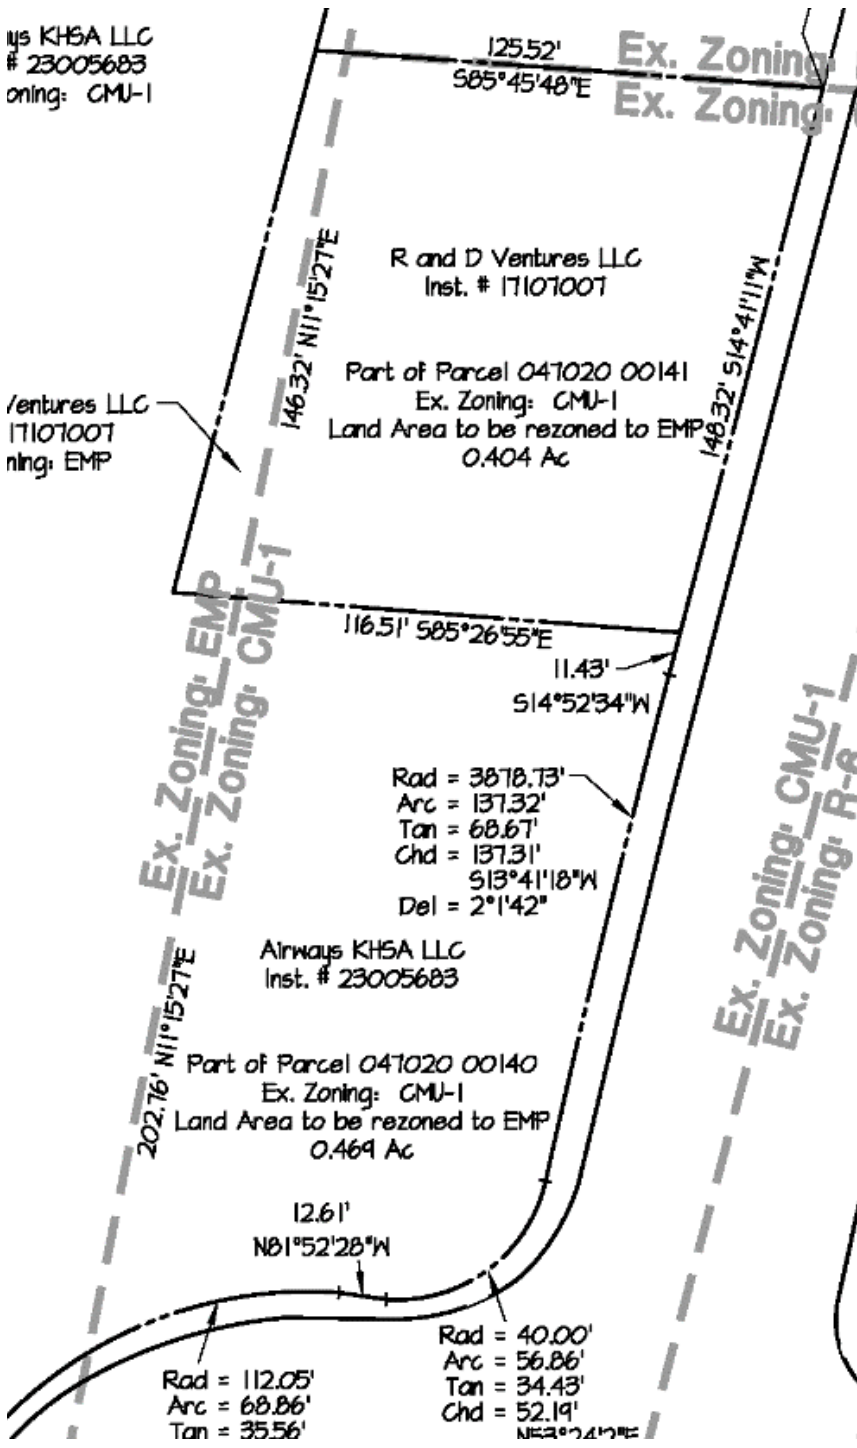 ys KHSA LLC
# 23005683
oning: CMU-1
125.52'
S85°45'48"E
Ex. Zoning:
Ex. Zoning:
146.32' N11°15'27"E
R and D Ventures LLC
Inst. # 17107007
148.32' S14°41'11"W
Part of Parcel 047020 00141
Ex. Zoning: CMU-1
Land Area to be rezoned to EMP
0.404 Ac
Ventures LLC
17107007
ning: EMP
Ex. Zoning: EMP
Ex. Zoning: CMU-1
116.51' S85°26'55"E
11.43'
S14°52'34"W
Rad = 3878.73'
Arc = 137.32'
Tan = 68.67'
Chd = 137.31'
S13°41'18"W
Del = 2°1'42"
Ex. Zoning: CMU-1
Ex. Zoning: R-6
Airways KHSA LLC
Inst. # 23005683
202.76' N11°15'27"E
Part of Parcel 047020 00140
Ex. Zoning: CMU-1
Land Area to be rezoned to EMP
0.469 Ac
12.61'
N81°52'28"W
Rad = 112.05'
Arc = 68.86'
Tan = 35.56'
Rad = 40.00'
Arc = 56.86'
Tan = 34.43'
Chd = 52.19'
N53°24'2"E